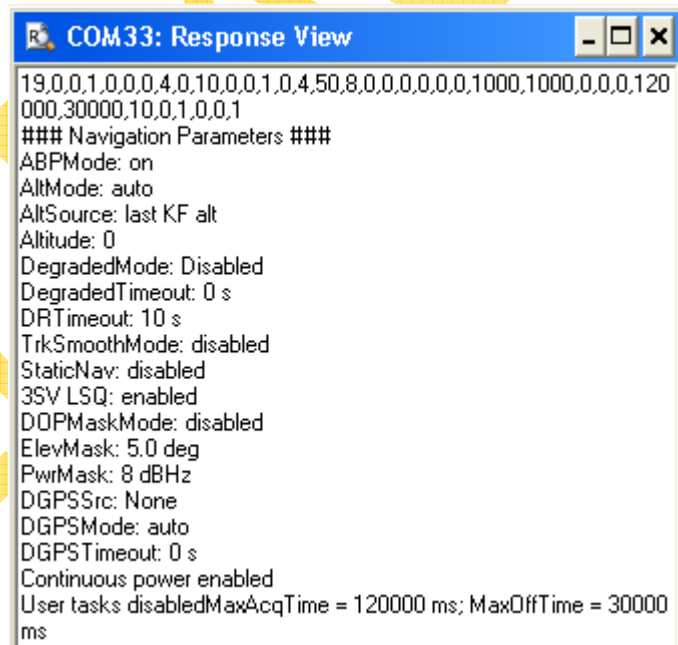 COM33: Response View
19,0,0,1,0,0,0,4,0,10,0,0,1,0,4,50,8,0,0,0,0,0,0,1000,1000,0,0,0,120
000,30000,10,0,1,0,0,1
### Navigation Parameters ###
ABPMode: on
AltMode: auto
AltSource: last KF alt
Altitude: 0
DegradedMode: Disabled
DegradedTimeout: 0 s
DRTimeout: 10 s
TrkSmoothMode: disabled
StaticNav: disabled
3SV LSQ: enabled
DOPMaskMode: disabled
ElevMask: 5.0 deg
PwrMask: 8 dBHz
DGPSSrc: None
DGPSMode: auto
DGPSTimeout: 0 s
Continuous power enabled
User tasks disabledMaxAcqTime = 120000 ms; MaxOffTime = 30000
ms